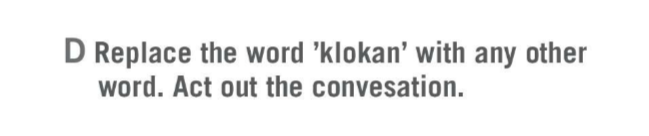 D Replace the word ’klokan’ with any other
word. Act out the convesation.